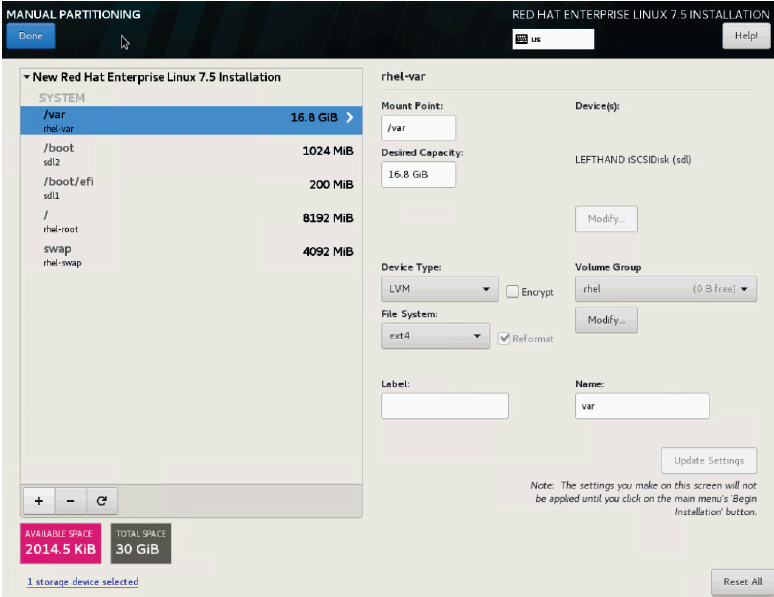 MANUAL PARTITIONING
RED HAT ENTERPRISE LINUX 7.5 INSTALLATION
Done
us
Help!
New Red Hat Enterprise Linux 7.5 Installation
SYSTEM
/var
rhel-var
16.8 GiB
/boot
sdl2
1024 MiB
/boot/efi
sdl1
200 MiB
/
rhel-root
8192 MiB
swap
rhel-swap
4092 MiB
+ -
AVAILABLE SPACE
2014.5 KiB
TOTAL SPACE
30 GiB
1 storage device selected
rhel-var
Mount Point:
/var
Device(s):
Desired Capacity:
16.8 GiB
LEFTHAND iSCSIDisk (sdl)
Modify...
Device Type:
LVM
Encrypt
Volume Group
rhel (0 B free)
File System:
ext4
Reformat
Modify...
Label:
Name:
var
Update Settings
Note: The settings you make on this screen will not
be applied until you click on the main menu's 'Begin
Installation' button.
Reset All